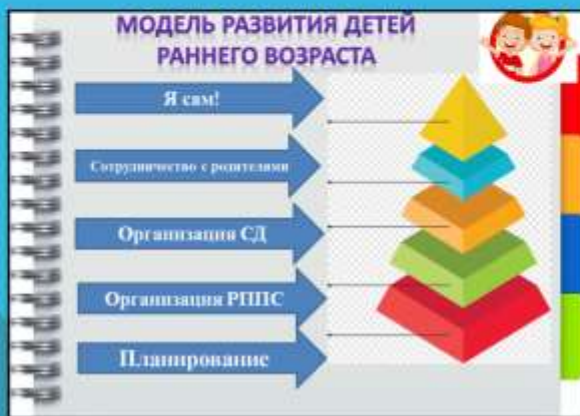 МОДЕЛЬ РАЗВИТИЯ ДЕТЕЙ
РАННЕГО ВОЗРАСТА
Я сам!
Сотрудничество с родителями
Организация СД
Организация РППС
Планирование